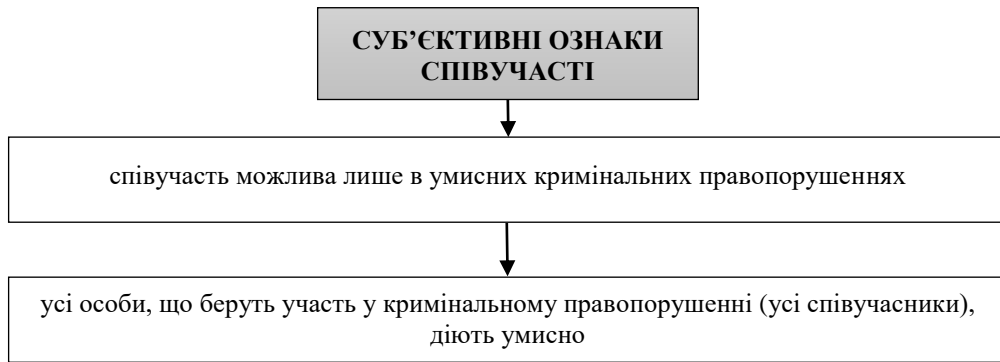 СУБ’ЄКТИВНІ ОЗНАКИ
СПІВУЧАСТІ
співучасть можлива лише в умисних кримінальних правопорушеннях
усі особи, що беруть участь у кримінальному правопорушенні (усі співучасники),
діють умисно